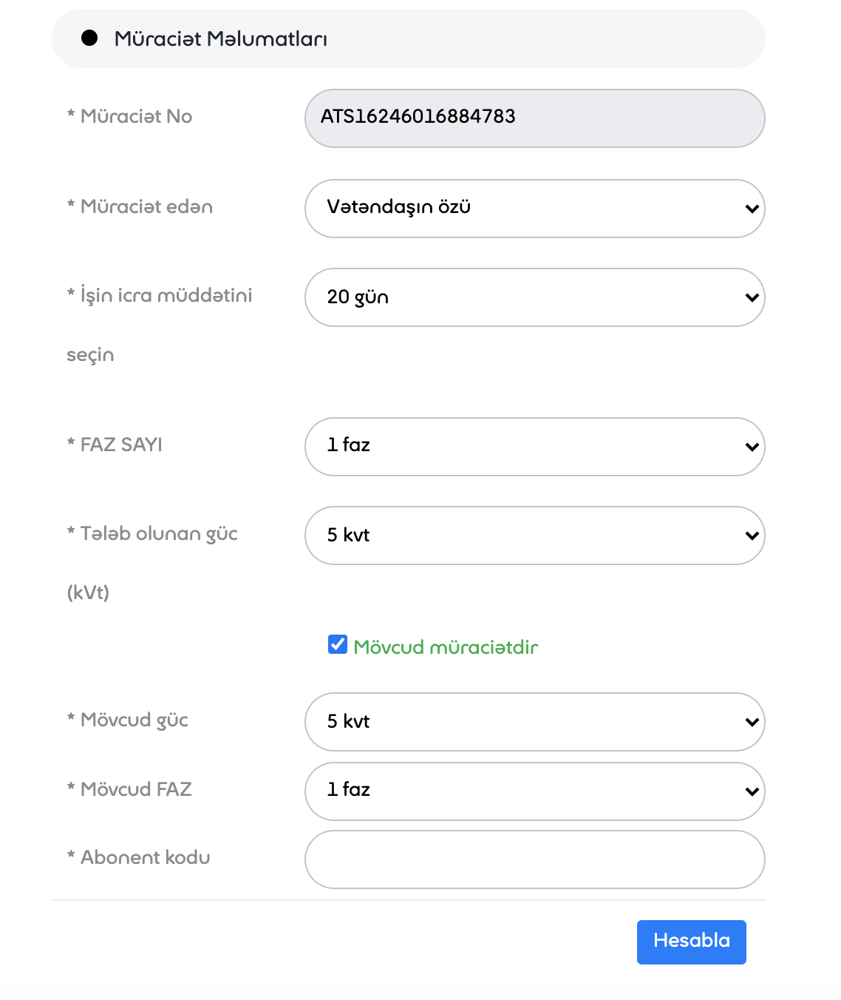 Müraciət Məlumatları
* Müraciət No
ATS16246016884783
* Müraciət edən
Vətəndaşın özü
* İşin icra müddətini
seçin
20 gün
* FAZ SAYI
1 faz
* Tələb olunan güc
(kVt)
5 kvt
Mövcud müraciətdir
* Mövcud güc
5 kvt
* Mövcud FAZ
1 faz
* Abonent kodu
Hesabla